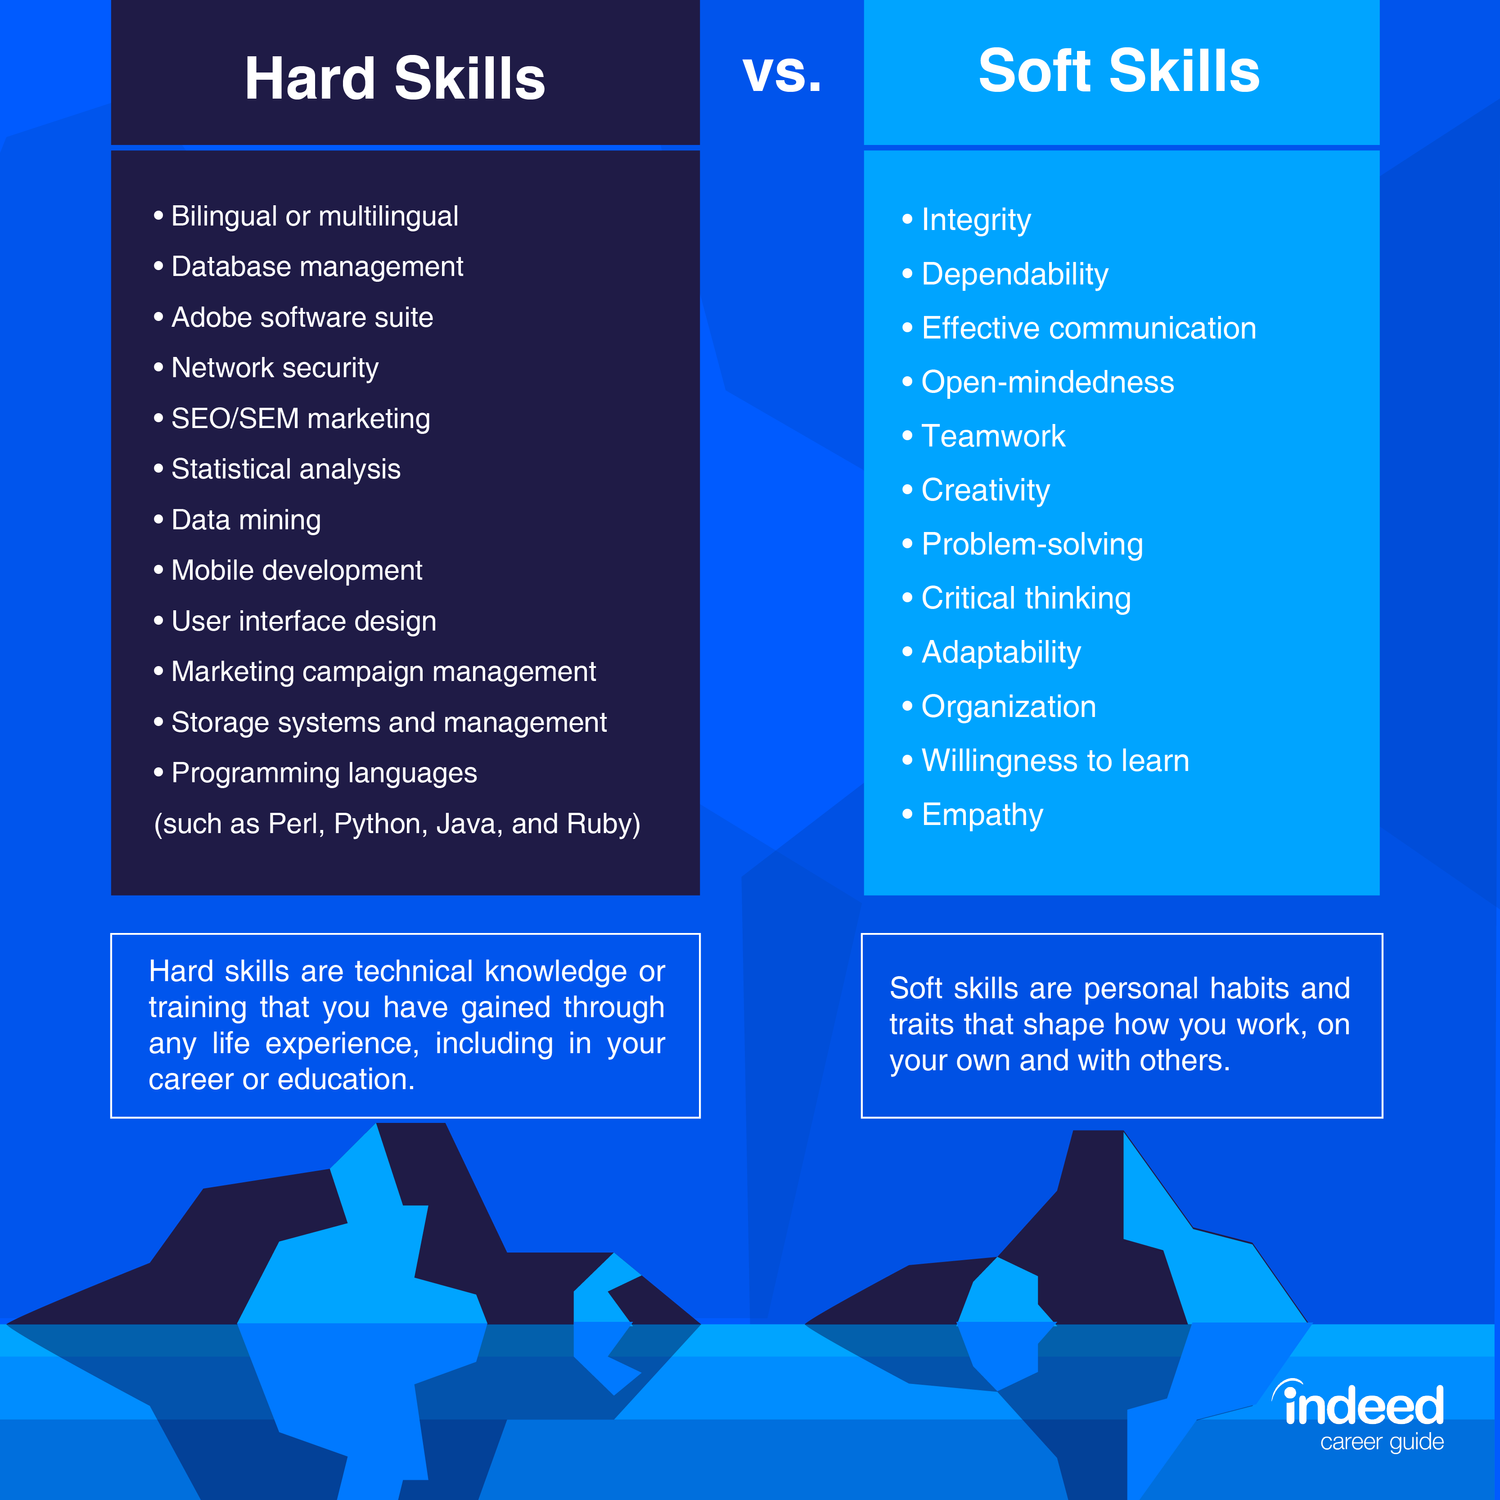 Hard Skills
vs.
Soft Skills
• Bilingual or multilingual
• Database management
• Adobe software suite
• Network security
• SEO/SEM marketing
• Statistical analysis
• Data mining
• Mobile development
• User interface design
• Marketing campaign management
• Storage systems and management
• Programming languages
(such as Perl, Python, Java, and Ruby)
• Integrity
• Dependability
• Effective communication
• Open-mindedness
• Teamwork
• Creativity
• Problem-solving
• Critical thinking
• Adaptability
• Organization
• Willingness to learn
• Empathy
Hard skills are technical knowledge or
training that you have gained through
any life experience, including in your
career or education.
Soft skills are personal habits and
traits that shape how you work, on
your own and with others.
indeed
career guide